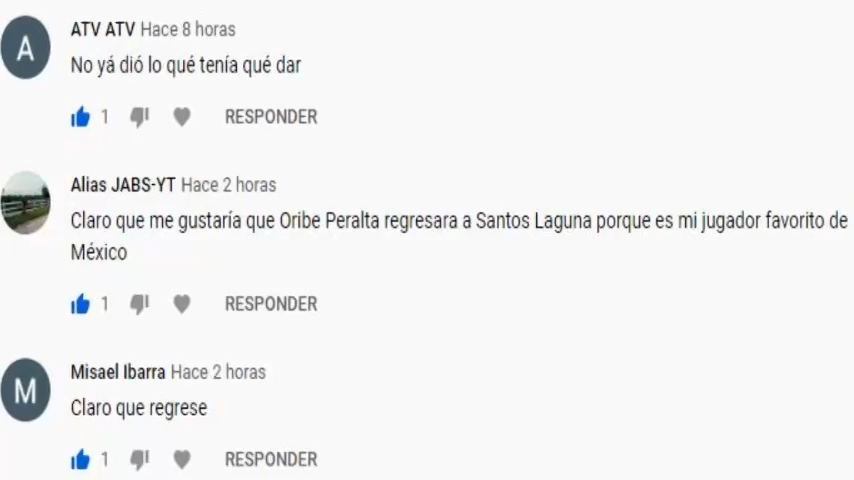 A
ATV ATV Hace 8 horas
No yá dió lo qué tenía qué dar
1 RESPONDER
Alias JABS-YT Hace 2 horas
Claro que me gustaría que Oribe Peralta regresara a Santos Laguna porque es mi jugador favorito de
México
1 RESPONDER
M
Misael Ibarra Hace 2 horas
Claro que regrese
1 RESPONDER